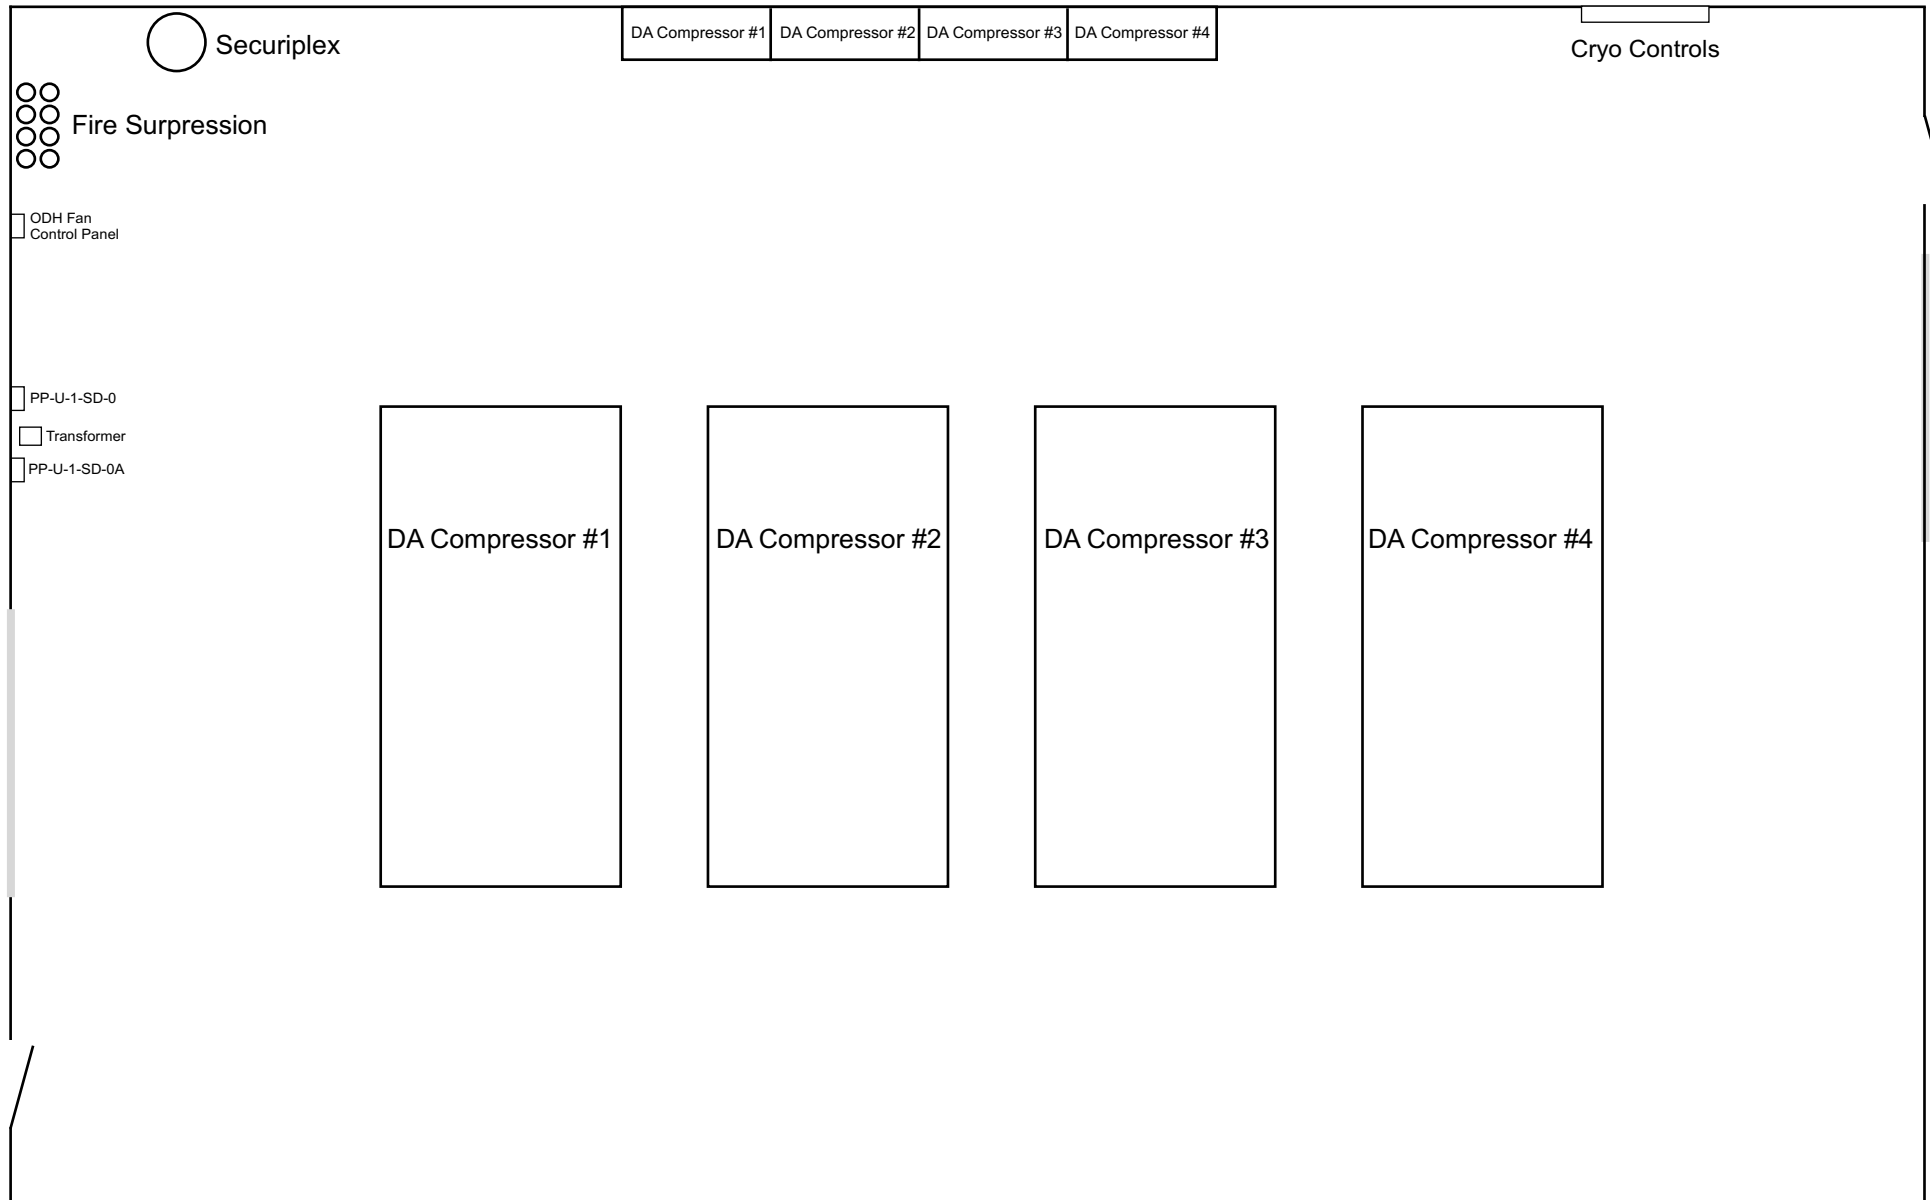 Securiplex
DA Compressor #1
DA Compressor #2
DA Compressor #3
DA Compressor #4
Cryo Controls
Fire Surpression
ODH Fan
Control Panel
PP-U-1-SD-0
Transformer
PP-U-1-SD-0A
DA Compressor #1
DA Compressor #2
DA Compressor #3
DA Compressor #4